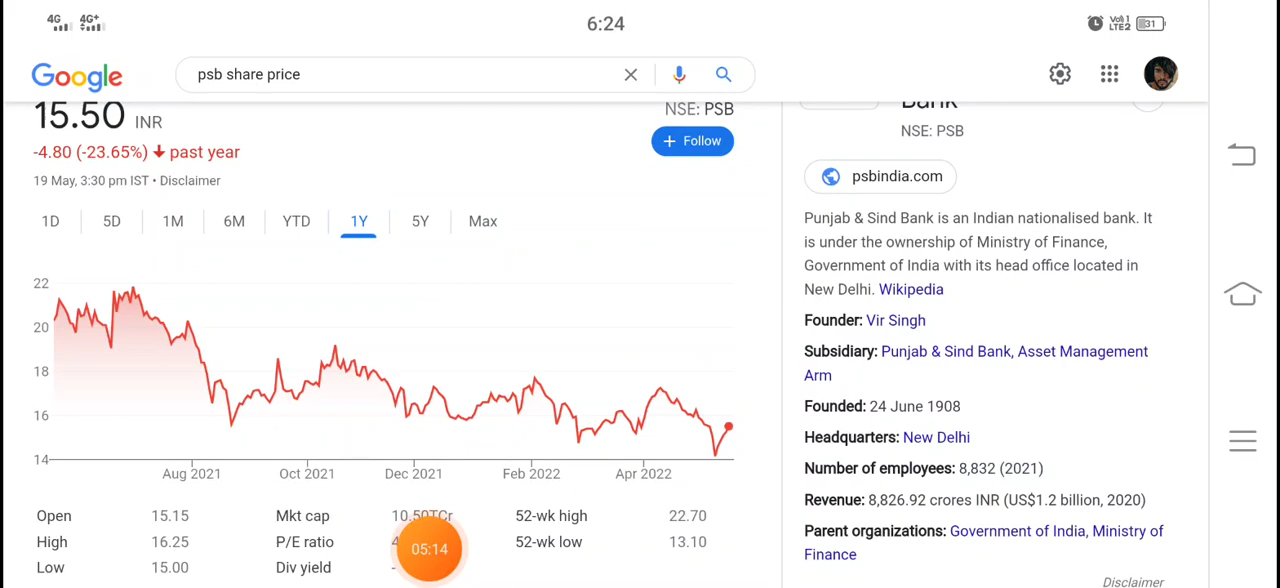 4G 4G+ 6:24 Vo) 1 LTE2 31
Google psb share price
15.50 INR
NSE: PSB
+ Follow
-4.80 (-23.65%) past year
19 May, 3:30 pm IST • Disclaimer
1D 5D 1M 6M YTD 1Y 5Y Max
22
20
18
16
14
Aug 2021 Oct 2021 Dec 2021 Feb 2022 Apr 2022
Open 15.15 Mkt cap 10.50TCr 52-wk high 22.70
High 16.25 P/E ratio 52-wk low 13.10
Low 15.00 Div yield -
05:14
Bank
NSE: PSB
psbindia.com
Punjab & Sind Bank is an Indian nationalised bank. It
is under the ownership of Ministry of Finance,
Government of India with its head office located in
New Delhi. Wikipedia
Founder: Vir Singh
Subsidiary: Punjab & Sind Bank, Asset Management
Arm
Founded: 24 June 1908
Headquarters: New Delhi
Number of employees: 8,832 (2021)
Revenue: 8,826.92 crores INR (US$1.2 billion, 2020)
Parent organizations: Government of India, Ministry of
Finance
Disclaimer